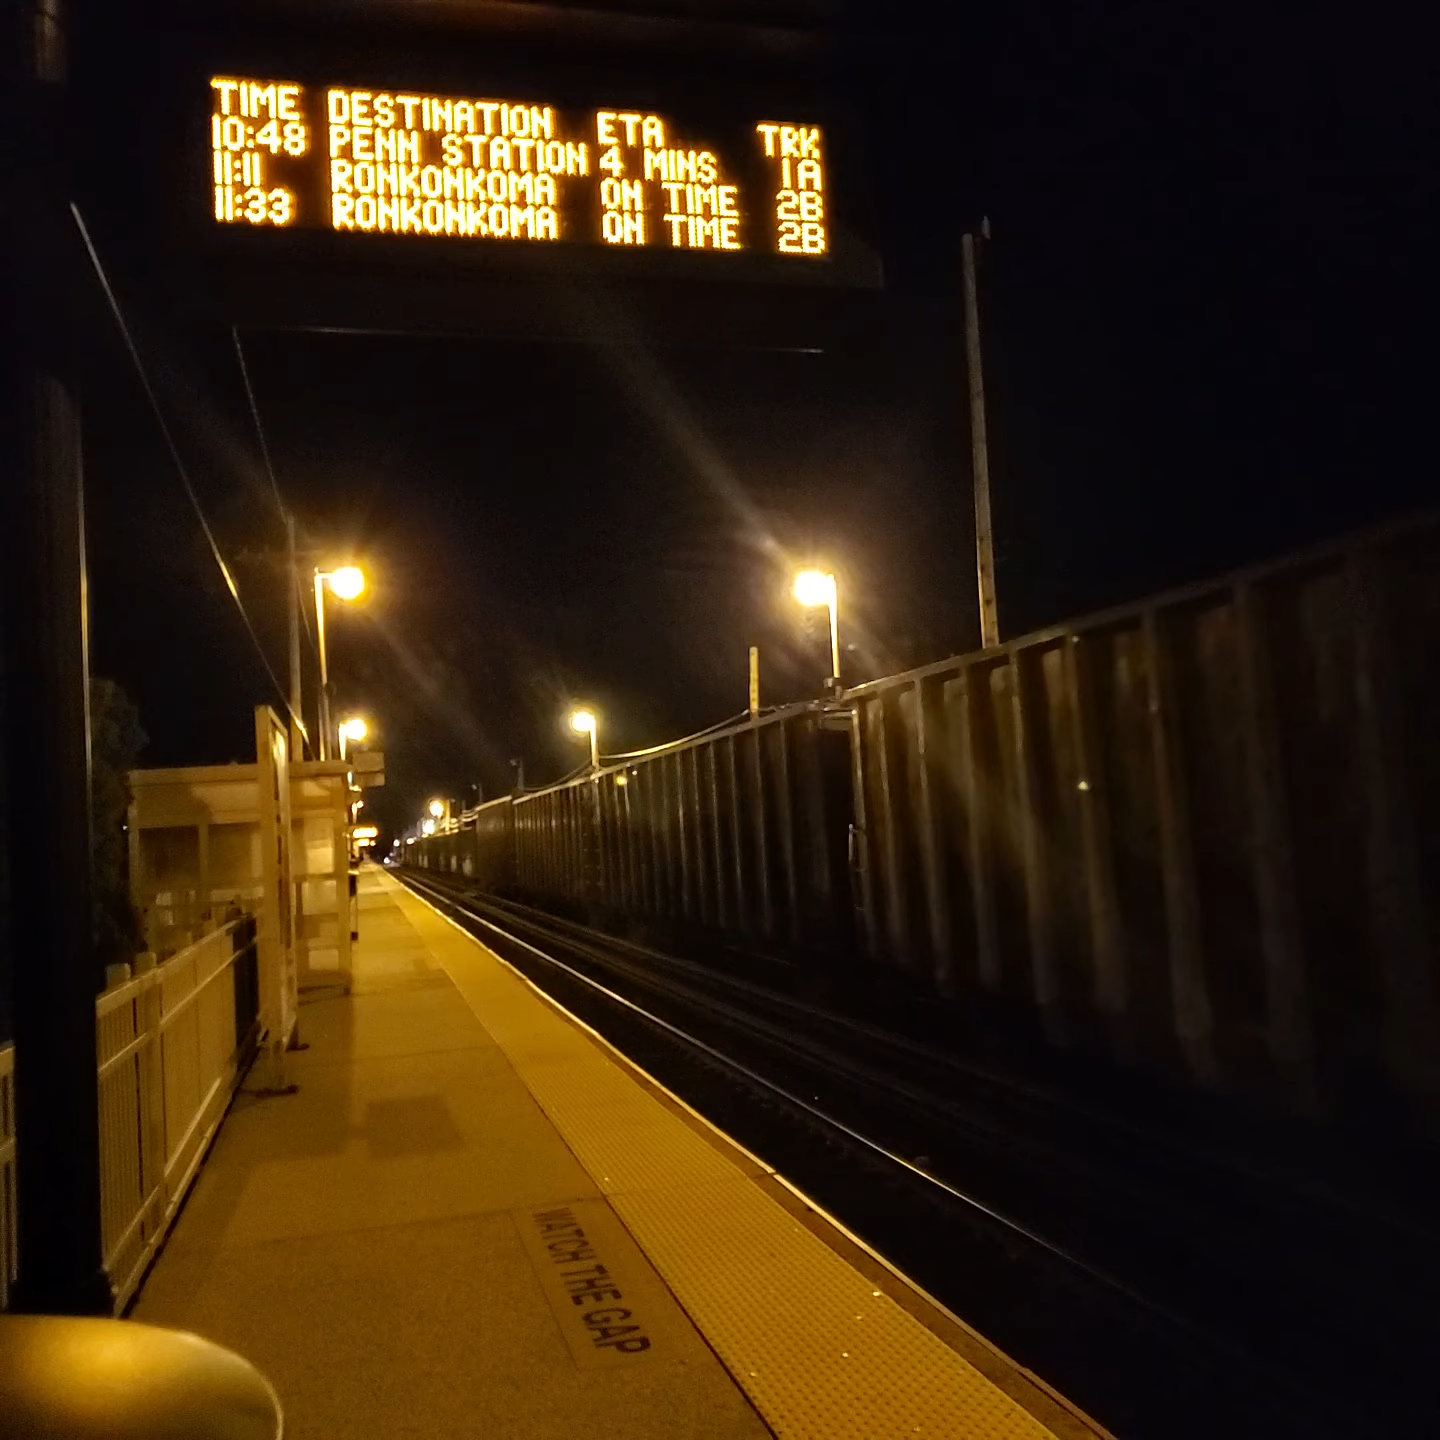 TIME DESTINATION ETA TRK
10:48 PENN STATION 4 MINS 1A
11:11 RONKONKOMA ON TIME 2B
11:33 RONKONKOMA ON TIME 2B
WATCH THE GAP